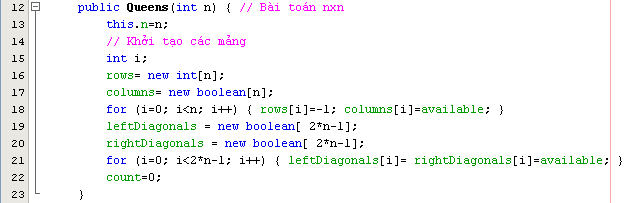 12 public Queens(int n) { // Bài toán nxn
13 this.n=n;
14 // Khởi tạo các mảng
15 int i;
16 rows= new int[n];
17 columns= new boolean[n];
18 for (i=0; i<n; i++) { rows[i]=-1; columns[i]=available; }
19 leftDiagonals = new boolean[ 2*n-1];
20 rightDiagonals = new boolean[ 2*n-1];
21 for (i=0; i<2*n-1; i++) { leftDiagonals[i]= rightDiagonals[i]=available; }
22 count=0;
23 }